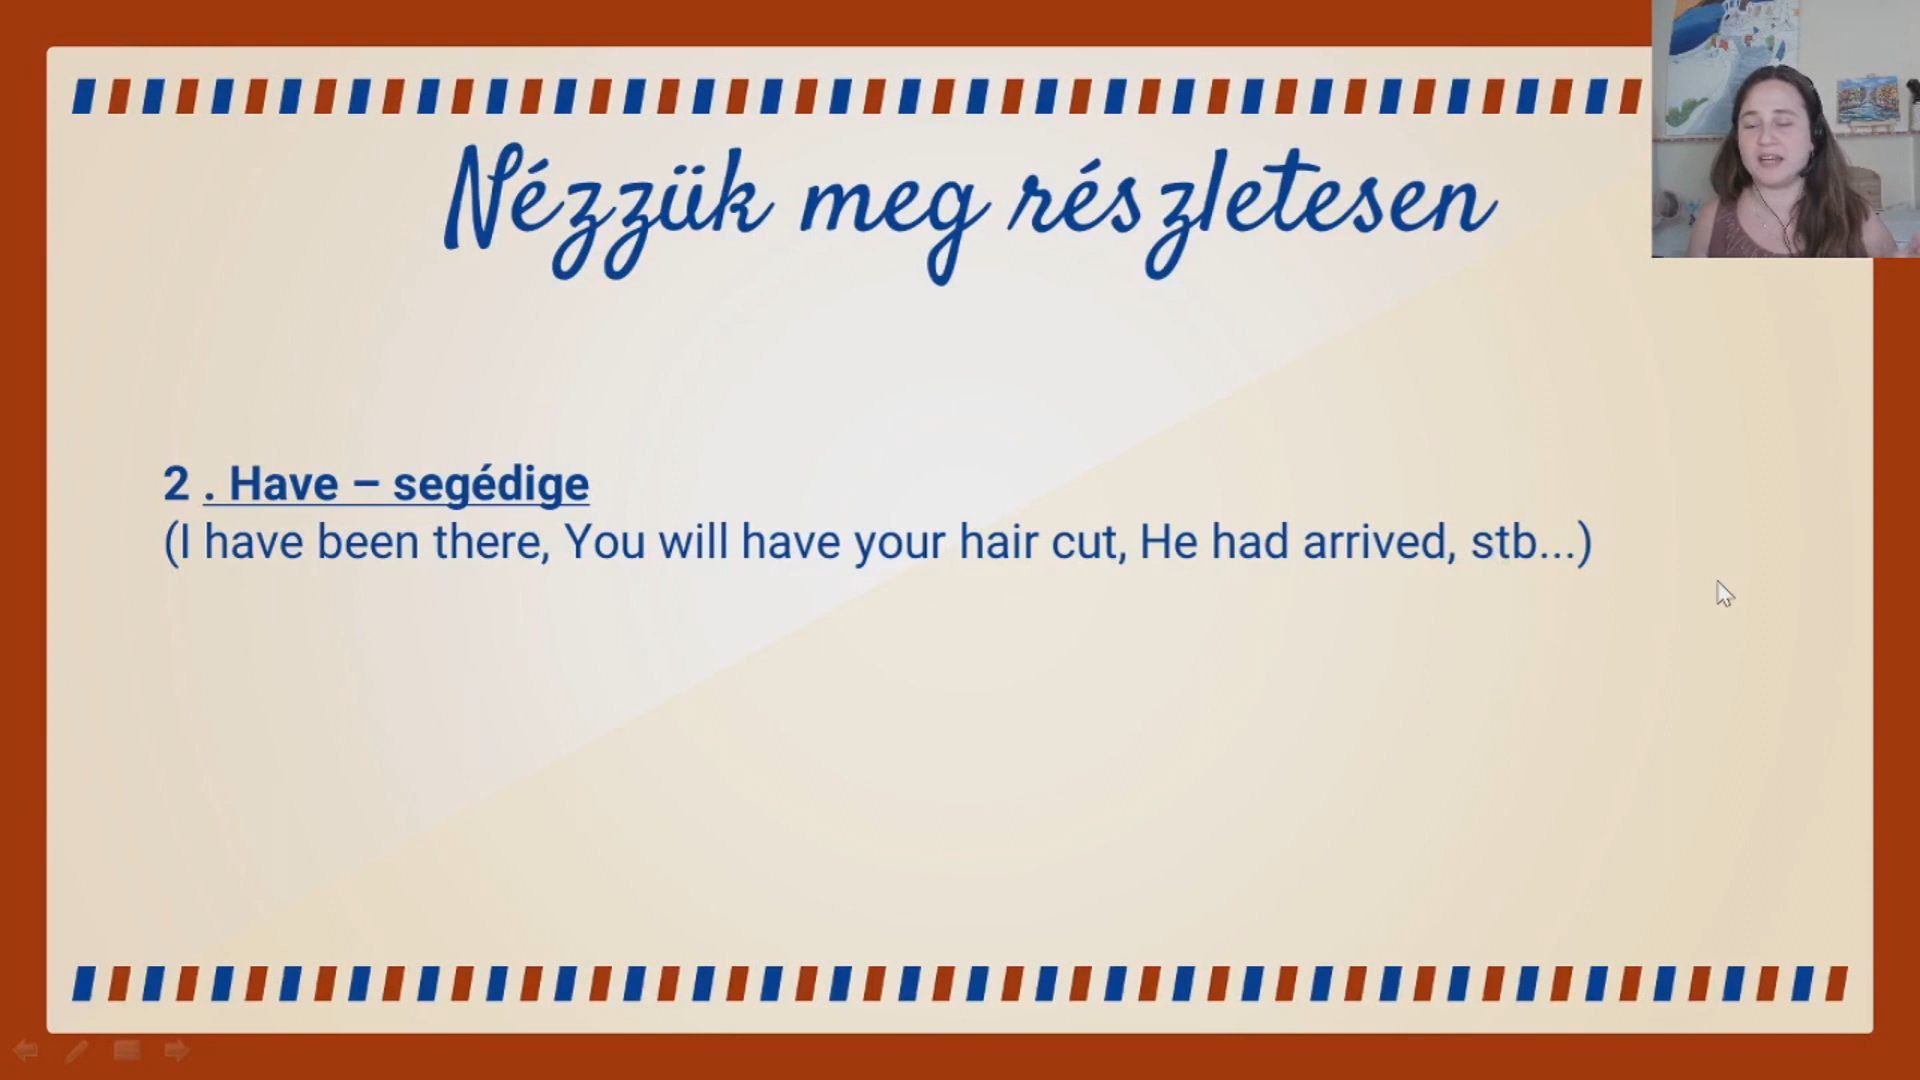 Nézzük meg részletesen
2 . Have – segédige
(I have been there, You will have your hair cut, He had arrived, stb...)